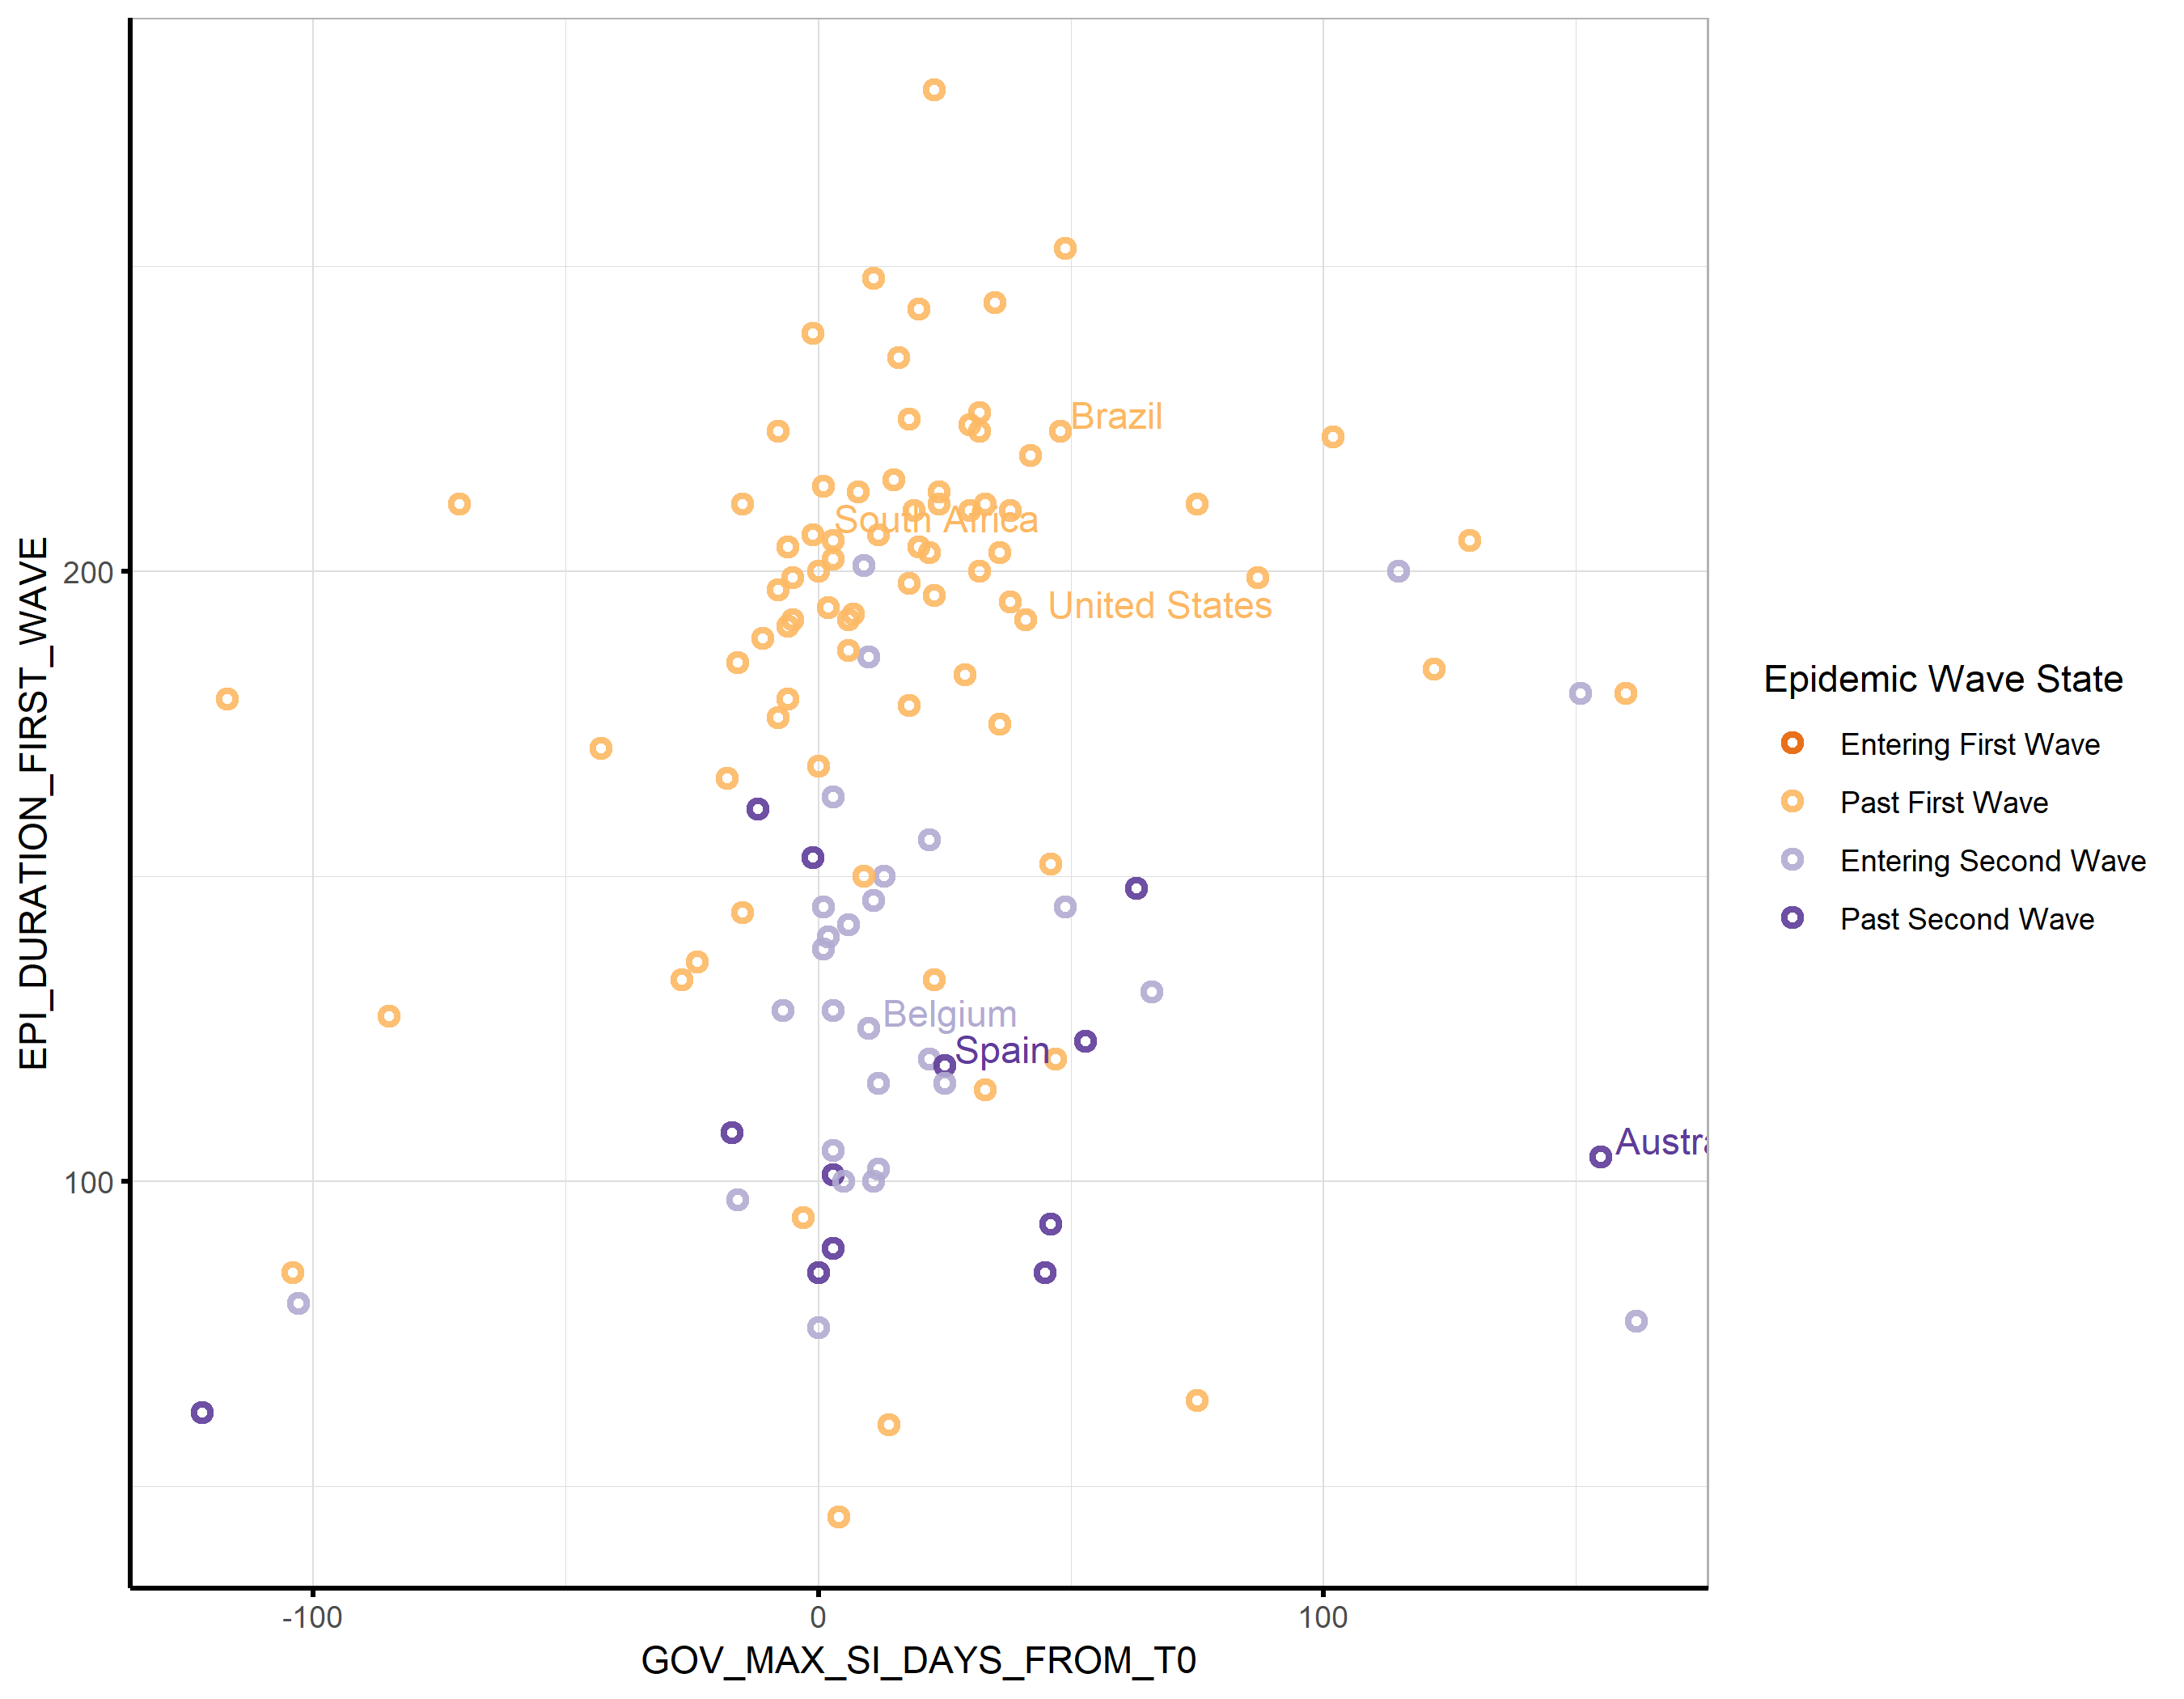 Brazil
South Africa
United States
Belgium
Spain
Austra
EPI_DURATION_FIRST_WAVE
200
100
-100
0
100
GOV_MAX_SI_DAYS_FROM_T0
Epidemic Wave State
Entering First Wave
Past First Wave
Entering Second Wave
Past Second Wave